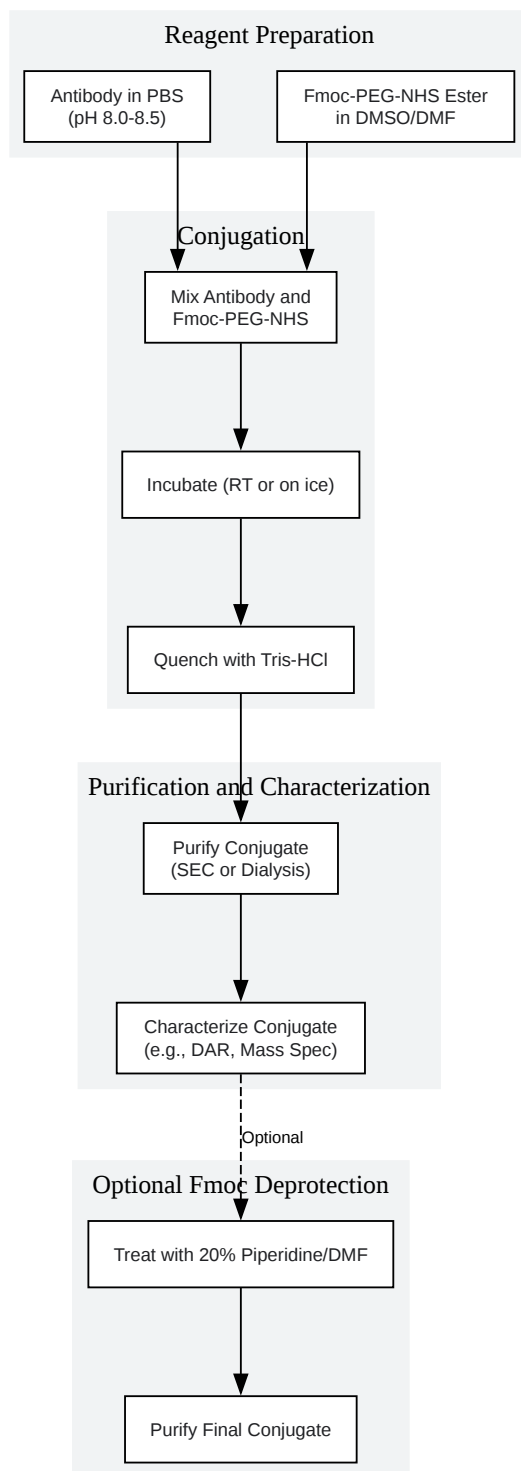 Reagent Preparation
Antibody in PBS
(pH 8.0-8.5)
Fmoc-PEG-NHS Ester
in DMSO/DMF
Conjugation
Mix Antibody and
Fmoc-PEG-NHS
Incubate (RT or on ice)
Quench with Tris-HCl
Purification and Characterization
Purify Conjugate
(SEC or Dialysis)
Characterize Conjugate
(e.g., DAR, Mass Spec)
Optional
Optional Fmoc Deprotection
Treat with 20% Piperidine/DMF
Purify Final Conjugate